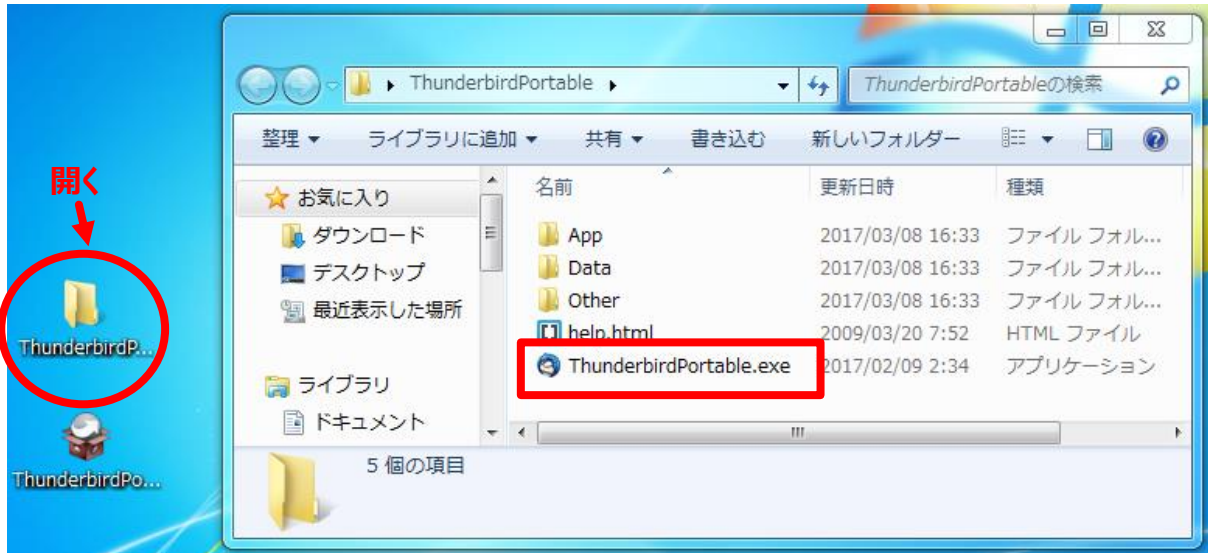 開く
ThunderbirdP...
ThunderbirdPo...
ThunderbirdPortable
ThunderbirdPortableの検索
整理 ライブラリに追加 共有 書き込む 新しいフォルダー
お気に入り
ダウンロード
デスクトップ
最近表示した場所
ライブラリ
ドキュメント
名前 更新日時 種類
App 2017/03/08 16:33 ファイル フォル...
Data 2017/03/08 16:33 ファイル フォル...
Other 2017/03/08 16:33 ファイル フォル...
help.html 2009/03/20 7:52 HTML ファイル
ThunderbirdPortable.exe 2017/02/09 2:34 アプリケーション
5 個の項目